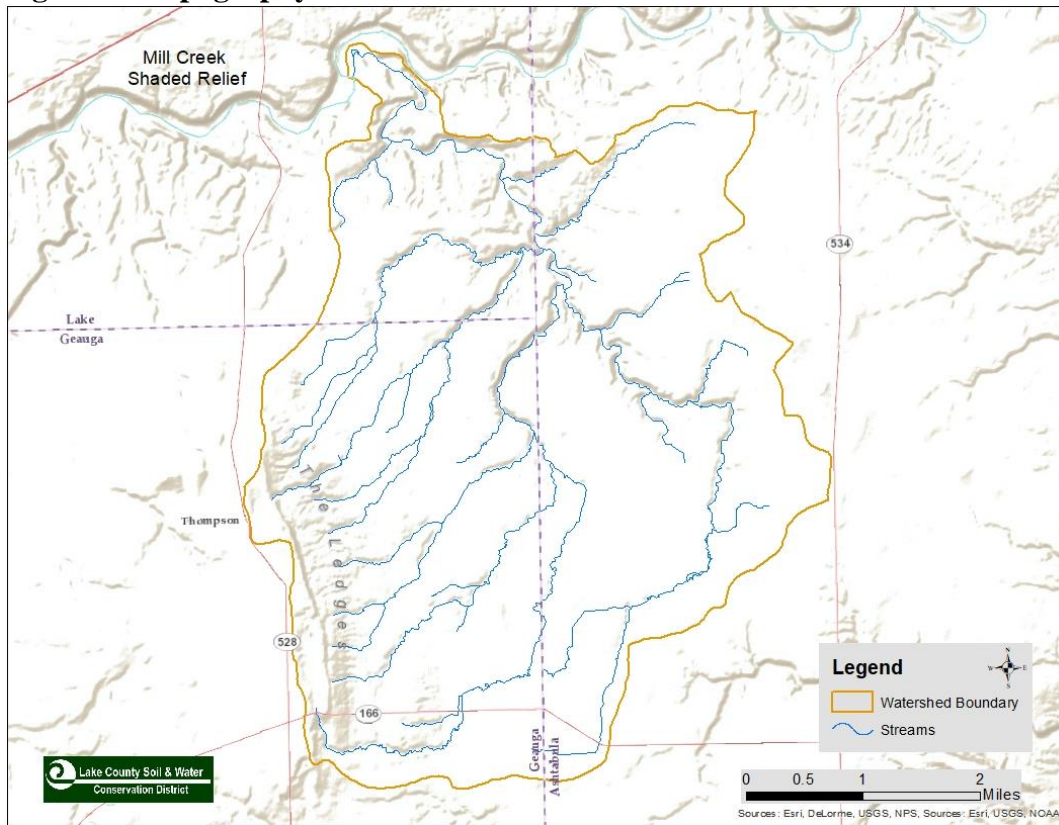 Mill Creek
Shaded Relief
534
Lake
Geauga
The Ledges
Thompson
528
166
Geauga
Ashtabula
Legend
N
W
E
S
Watershed Boundary
Streams
Lake County Soil & Water
Conservation District
0 0.5 1 2
Miles
Sources: Esri, DeLorme, USGS, NPS, Sources: Esri, USGS, NOAA